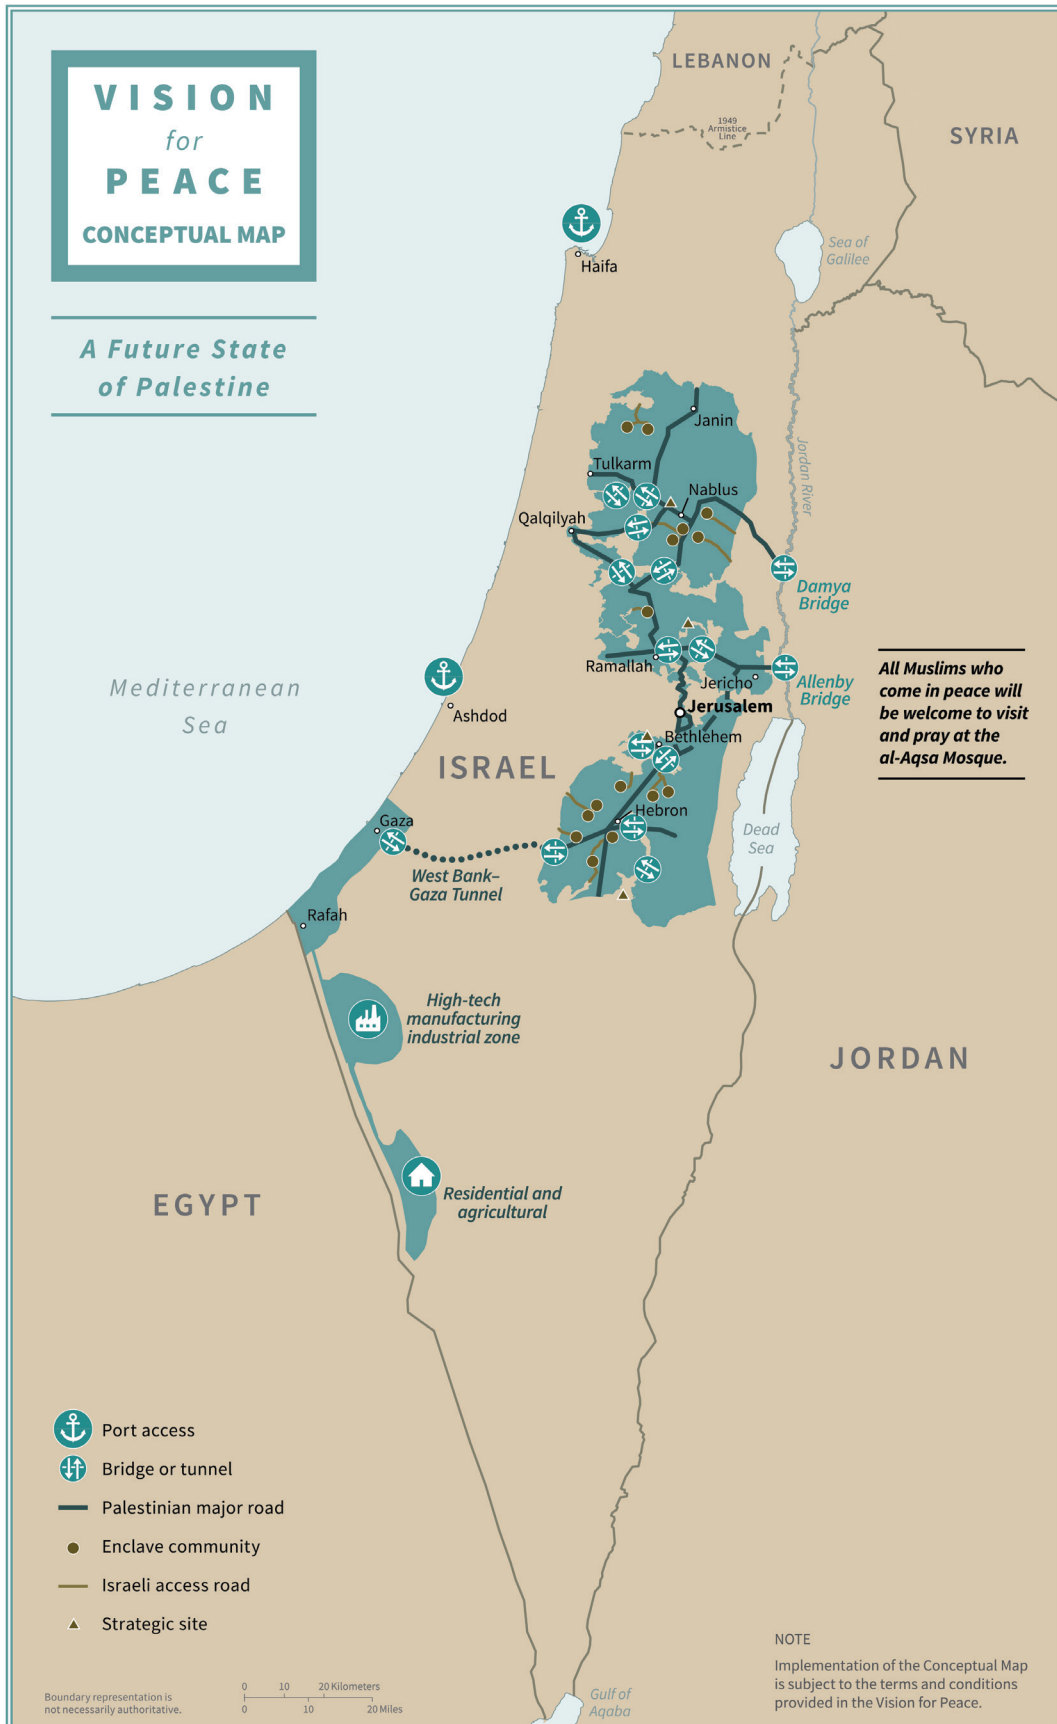 VISION
for
PEACE
CONCEPTUAL MAP
A Future State
of Palestine
LEBANON
1949
Armistice
Line
SYRIA
Sea of
Galilee
Haifa
Janin
Tulkarm
Nablus
Qalqilyah
Jordan River
Damya
Bridge
Ramallah
Jericho
Allenby
Bridge
All Muslims who
come in peace will
be welcome to visit
and pray at the
al-Aqsa Mosque.
Mediterranean
Sea
Ashdod
Jerusalem
Bethlehem
ISRAEL
Hebron
Dead
Sea
Gaza
West Bank–
Gaza Tunnel
Rafah
High-tech
manufacturing
industrial zone
JORDAN
EGYPT
Residential and
agricultural
Port access
Bridge or tunnel
Palestinian major road
Enclave community
Israeli access road
Strategic site
Boundary representation is
not necessarily authoritative.
0 10 20 Kilometers
0 10 20 Miles
Gulf of
Aqaba
NOTE
Implementation of the Conceptual Map
is subject to the terms and conditions
provided in the Vision for Peace.